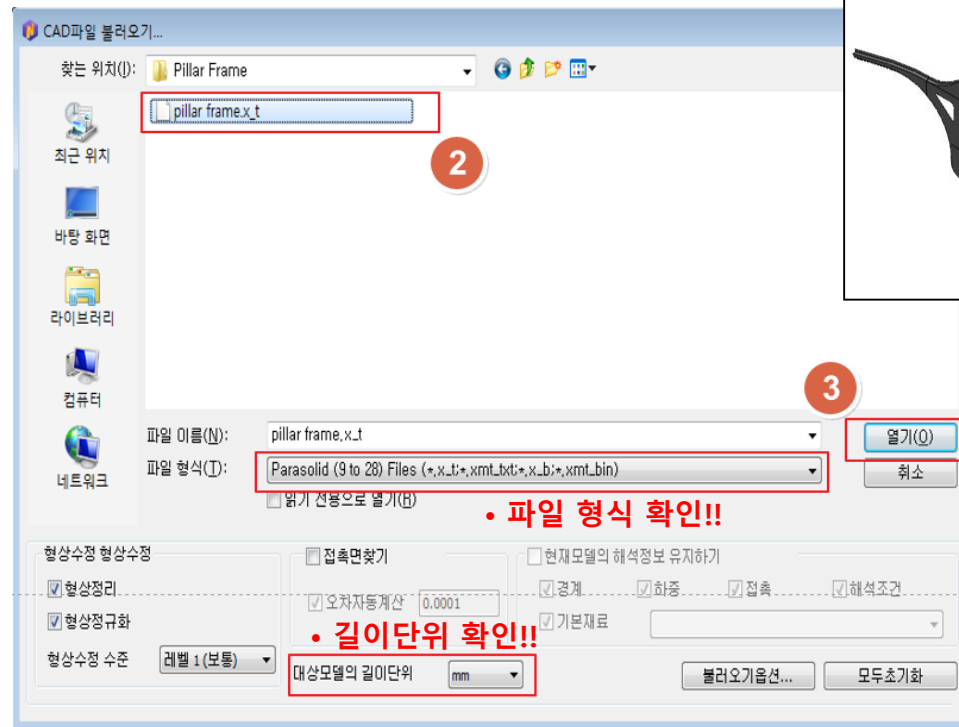 CAD파일 불러오기...
찾는 위치(I): Pillar Frame
pillar frame.x_t
2
최근 위치
바탕 화면
라이브러리
컴퓨터
네트워크
3
파일 이름(N): pillar frame.x_t 열기(O)
파일 형식(T): Parasolid (9 to 28) Files (*.x_t;*.xmt_txt;*.x_b;*.xmt_bin) 취소
읽기 전용으로 열기(R)
• 파일 형식 확인!!
형상수정 형상수정 접촉면찾기 현재모델의 해석정보 유지하기
형상정리 오차자동계산 0.0001 경계 하중 접촉 해석조건
형상정규화 기본재료
• 길이단위 확인!!
형상수정 수준 레벨 1(보통) 대상모델의 길이단위 mm 불러오기옵션... 모두초기화